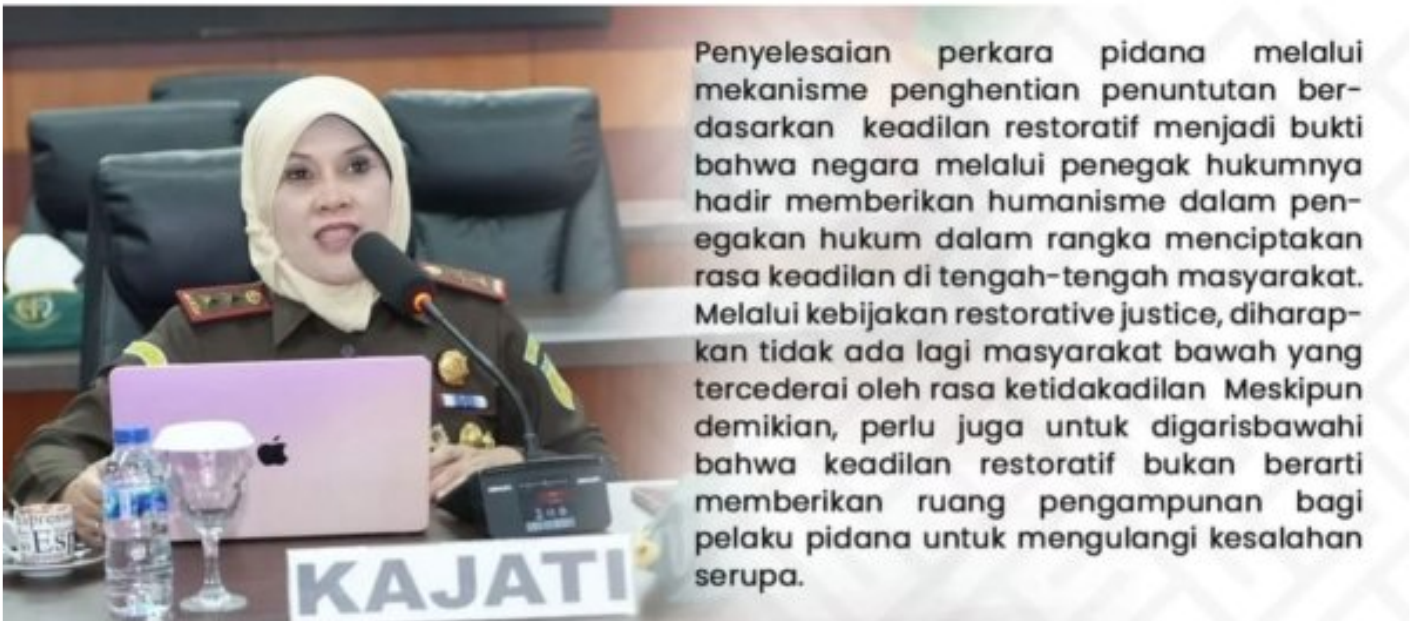 Penyelesaian perkara pidana melalui
mekanisme penghentian penuntutan ber-
dasarkan keadilan restoratif menjadi bukti
bahwa negara melalui penegak hukumnya
hadir memberikan humanisme dalam pen-
egakan hukum dalam rangka menciptakan
rasa keadilan di tengah-tengah masyarakat.
Melalui kebijakan restorative justice, diharap-
kan tidak ada lagi masyarakat bawah yang
tercederai oleh rasa ketidakadilan Meskipun
demikian, perlu juga untuk digarisbawahi
bahwa keadilan restoratif bukan berarti
memberikan ruang pengampunan bagi
pelaku pidana untuk mengulangi kesalahan
serupa.
KAJATI